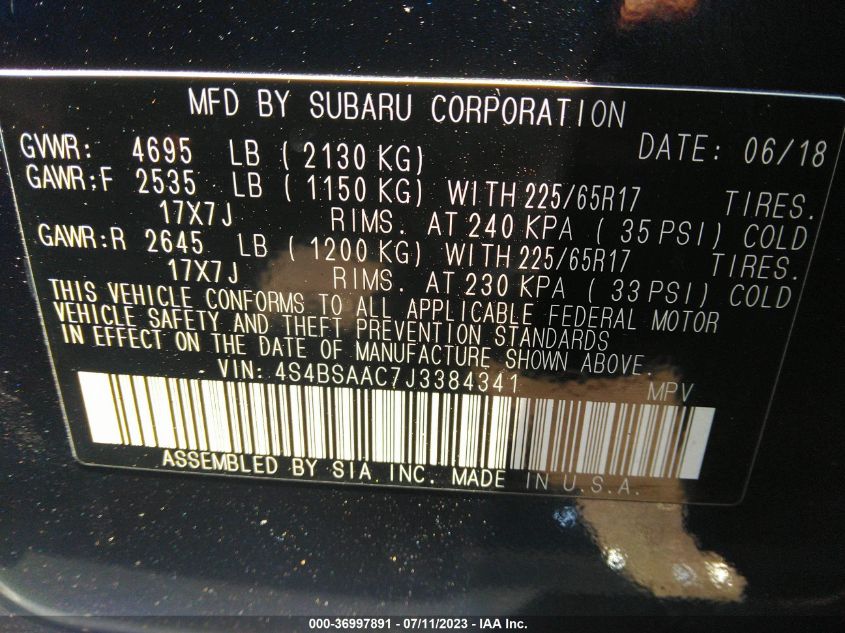 MFD BY SUBARU CORPORATION
GVWR: 4695 LB ( 2130 KG) DATE: 06/18
GAWR:F 2535 LB ( 1150 KG) WITH 225/65R17 TIRES.
17X7J RIMS. AT 240 KPA ( 35 PSI) COLD
GAWR:R 2645 LB ( 1200 KG) WITH 225/65R17 TIRES.
17X7J RIMS. AT 230 KPA ( 33 PSI) COLD
THIS VEHICLE CONFORMS TO ALL APPLICABLE FEDERAL MOTOR
VEHICLE SAFETY AND THEFT PREVENTION STANDARDS
IN EFFECT ON THE DATE OF MANUFACTURE SHOWN ABOVE.
VIN: 4S4BSAAC7J3384341 MPV
ASSEMBLED BY SIA INC. MADE IN U.S.A.
000-36997891 - 07/11/2023 - IAA Inc.